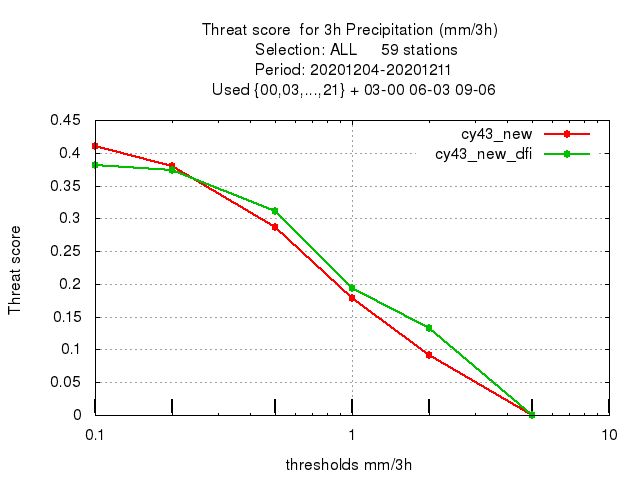 Threat score  for 3h Precipitation (mm/3h)
Selection: ALL     59 stations
Period: 20201204-20201211
Used {00,03,...,21} + 03-00 06-03 09-06
cy43_new
cy43_new_dfi
0.45
0.4
0.35
0.3
0.25
0.2
0.15
0.1
0.05
0
Threat score
0.1 1 10
thresholds mm/3h